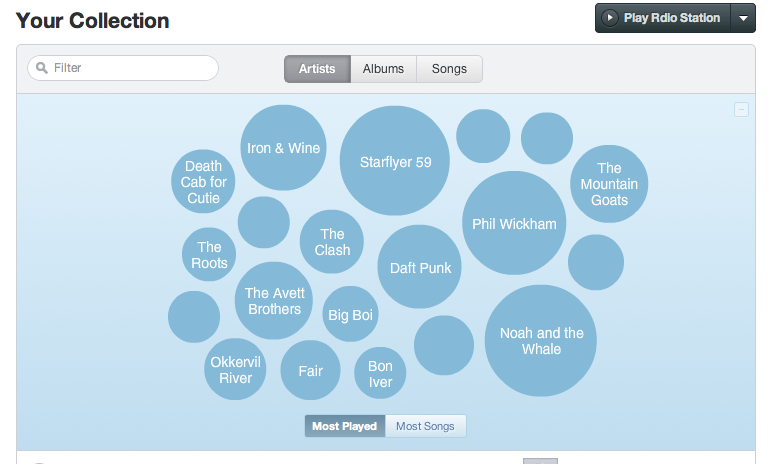 Your Collection
Play Rdio Station
Filter
Artists
Albums
Songs
Iron & Wine
Starflyer 59
Death
Cab for
Cutie
The
Mountain
Goats
Phil Wickham
The
Clash
The
Roots
Daft Punk
The Avett
Brothers
Big Boi
Noah and the
Whale
Okkervil
River
Fair
Bon
Iver
Most Played
Most Songs